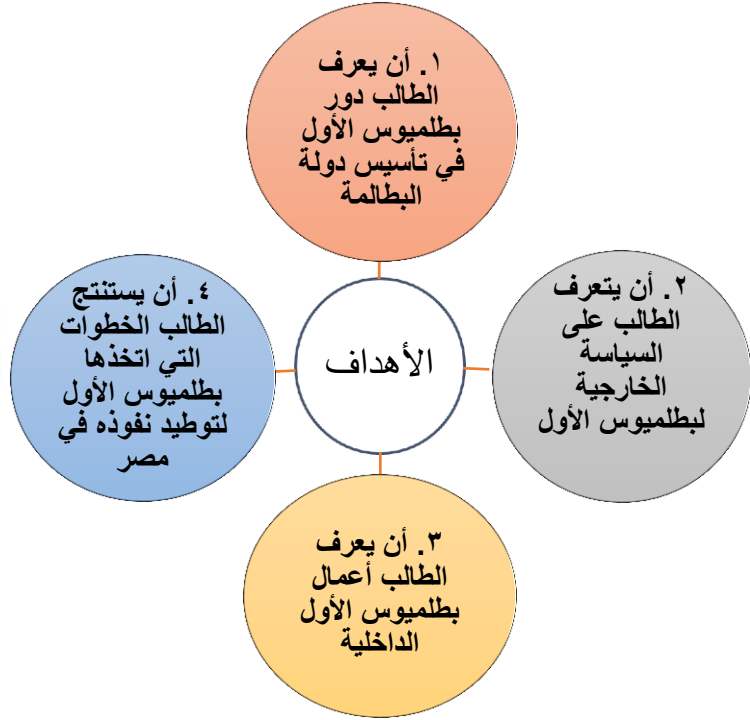 ١. أن يعرف
الطالب دور
بطلميوس الأول
في تأسيس دولة
البطالمة
٢. أن يتعرف
الطالب على
السياسة
الخارجية
لبطلميوس الأول
٣. أن يعرف
الطالب أعمال
بطلميوس الأول
الداخلية
٤. أن يستنتج
الطالب الخطوات
التي اتخذها
بطلميوس الأول
لتوطيد نفوذه في
مصر
الأهداف